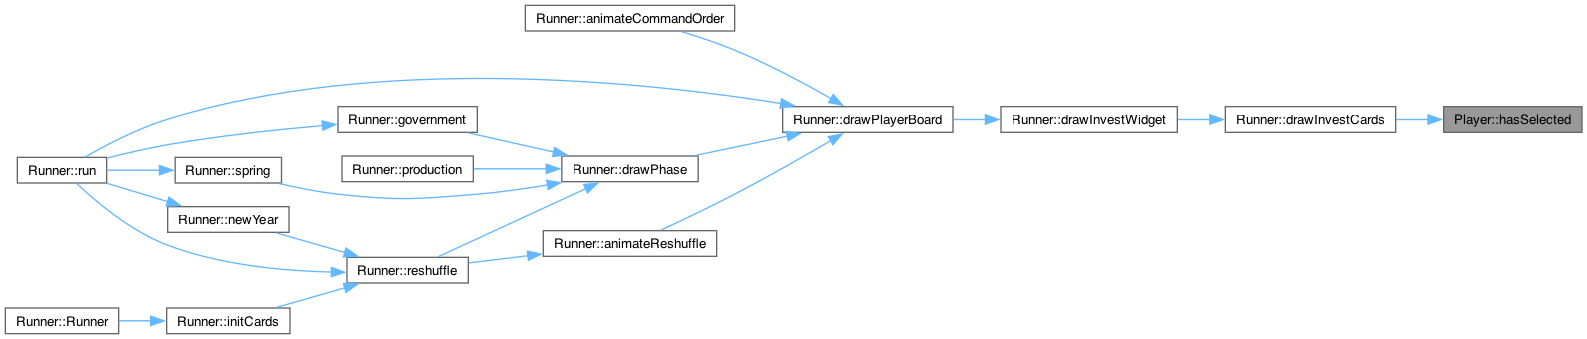 Runner::animateCommandOrder
Runner::government
Runner::drawPlayerBoard
Runner::drawInvestWidget
Runner::drawInvestCards
Player::hasSelected
Runner::run
Runner::spring
Runner::production
Runner::drawPhase
Runner::newYear
Runner::animateReshuffle
Runner::reshuffle
Runner::Runner
Runner::initCards